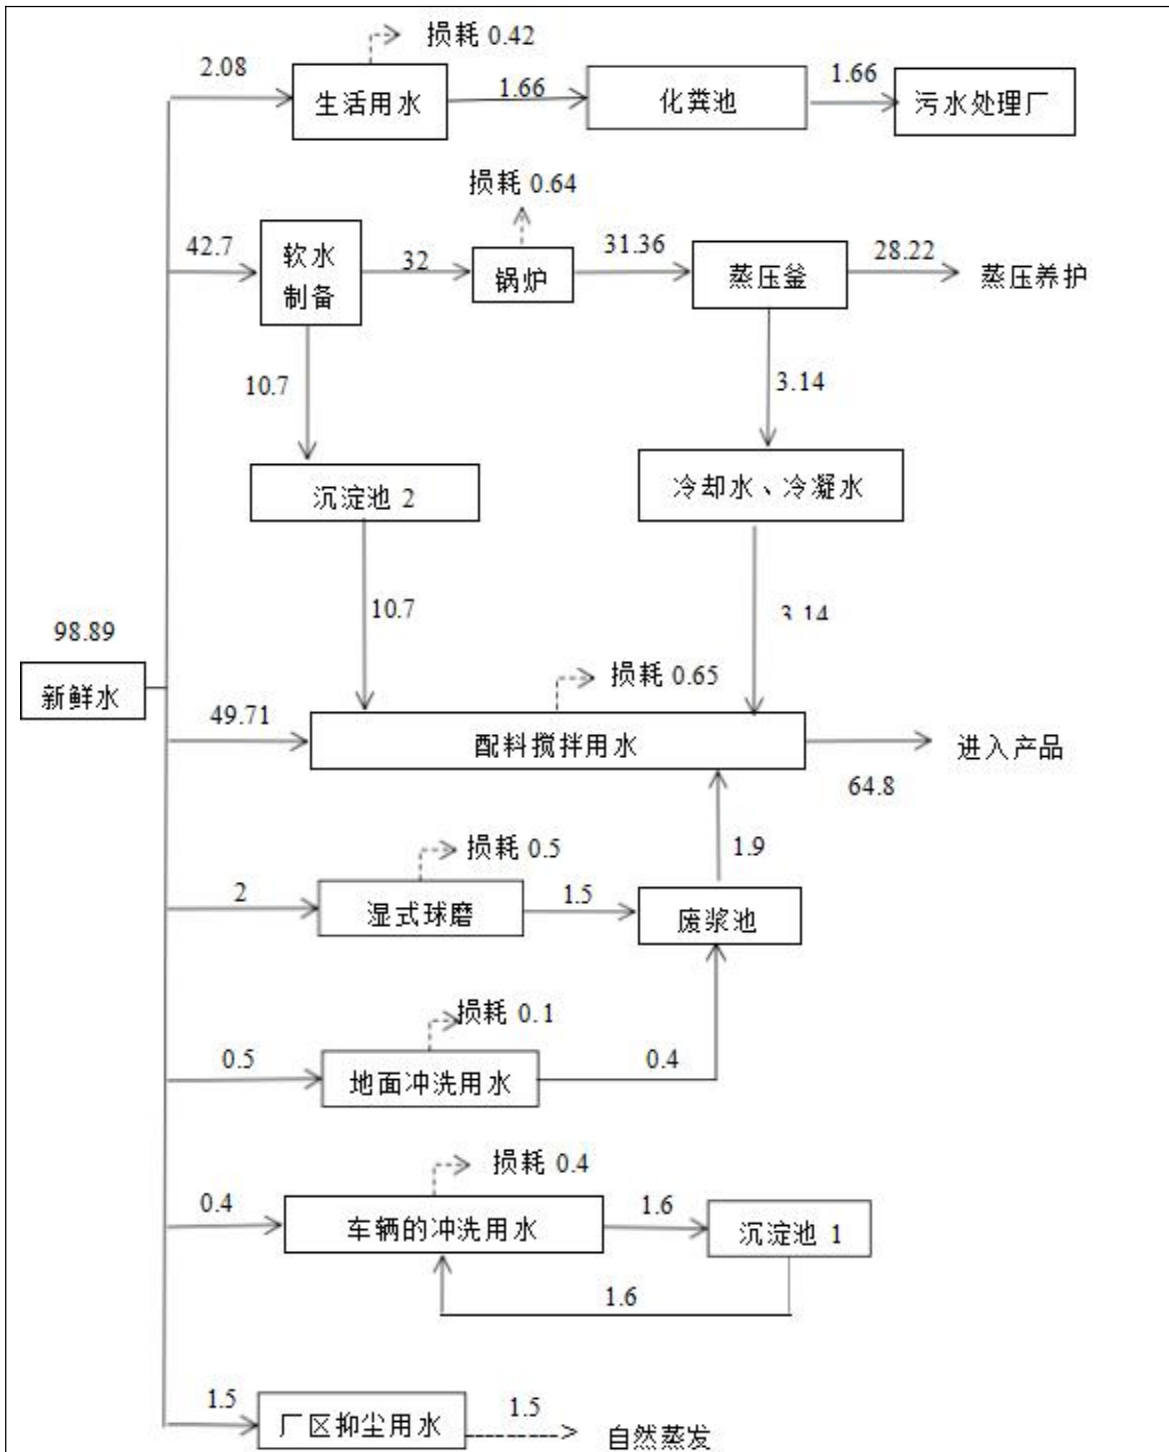 损耗 0.42
2.08
生活用水
1.66
化粪池
1.66
污水处理厂
损耗 0.64
42.7
软水
制备
32
锅炉
31.36
蒸压釜
28.22
蒸压养护
10.7
3.14
沉淀池 2
冷却水、冷凝水
10.7
3.14
98.89
新鲜水
损耗 0.65
49.71
配料搅拌用水
进入产品
64.8
损耗 0.5
1.9
2
湿式球磨
1.5
废浆池
损耗 0.1
0.5
地面冲洗用水
0.4
损耗 0.4
0.4
车辆的冲洗用水
1.6
沉淀池 1
1.6
1.5
厂区抑尘用水
1.5
自然蒸发